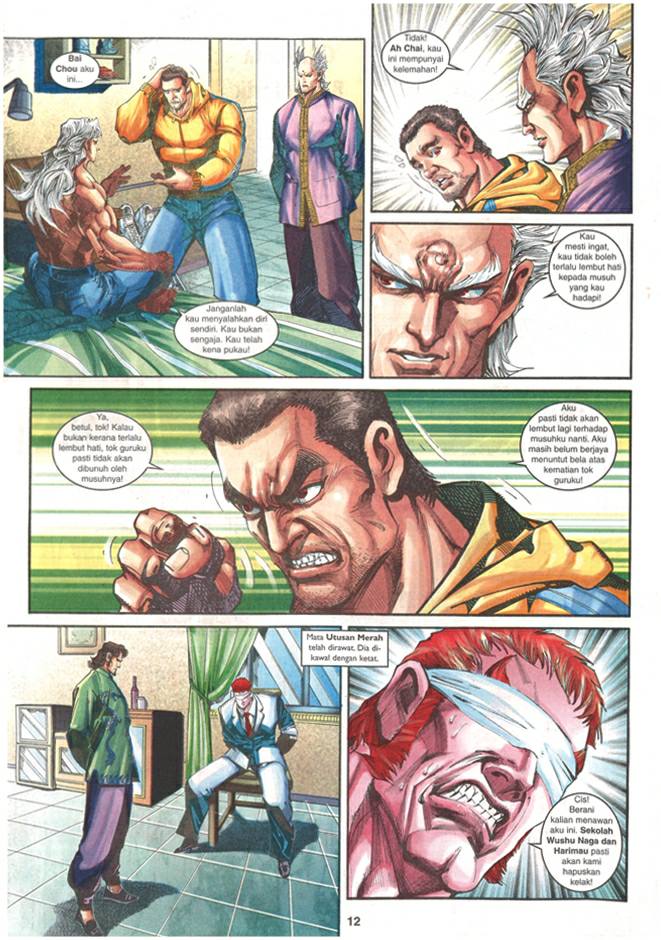 Bai
Chou aku
ini...
Janganlah
kau menyalahkan diri
sendiri. Kau bukan
sengaja. Kau telah
kena pukau!
Tidak!
Ah Chai, kau
ini mempunyai
kelemahan!
Kau
mesti ingat,
kau tidak boleh
terlalu lembut hati
kepada musuh
yang kau
hadapi!
Ya,
betul, tok! Kalau
bukan kerana terlalu
lembut hati, tok guruku
pasti tidak akan
dibunuh oleh
musuhnya!
Aku
pasti tidak akan
lembut lagi terhadap
musuhku nanti. Aku
masih belum berjaya
menuntut bela atas
kematian tok
guruku!
Mata Utusan Merah
telah dirawat. Dia di-
kawal dengan ketat.
Cis!
Berani
kalian menawan
aku ini. Sekolah
Wushu Naga dan
Harimau pasti
akan kami
hapuskan
kelak!
12